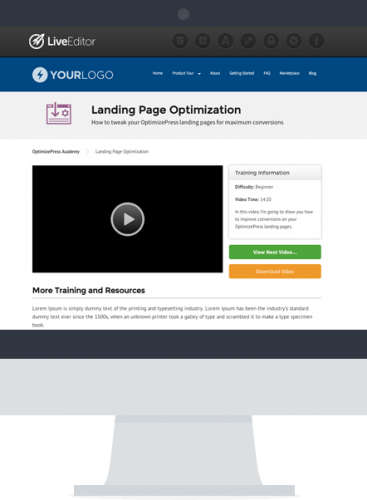 LiveEditor
YOURLOGO
Home Product Tour About Getting Started FAQ Marketplace Blog
Landing Page Optimization
How to tweak your OptimizePress landing pages for maximum conversions
OptimizePress Academy Landing Page Optimization
Training Information
Difficulty: Beginner
Video Time: 14:20
In this video I'm going to show you how
to improve conversions on your
OptimizePress landing pages
View Next Video...
Download Video
More Training and Resources
Lorem Ipsum is simply dummy text of the printing and typesetting industry. Lorem Ipsum has been the industry's standard
dummy text ever since the 1500s, when an unknown printer took a galley of type and scrambled it to make a type specimen
book.